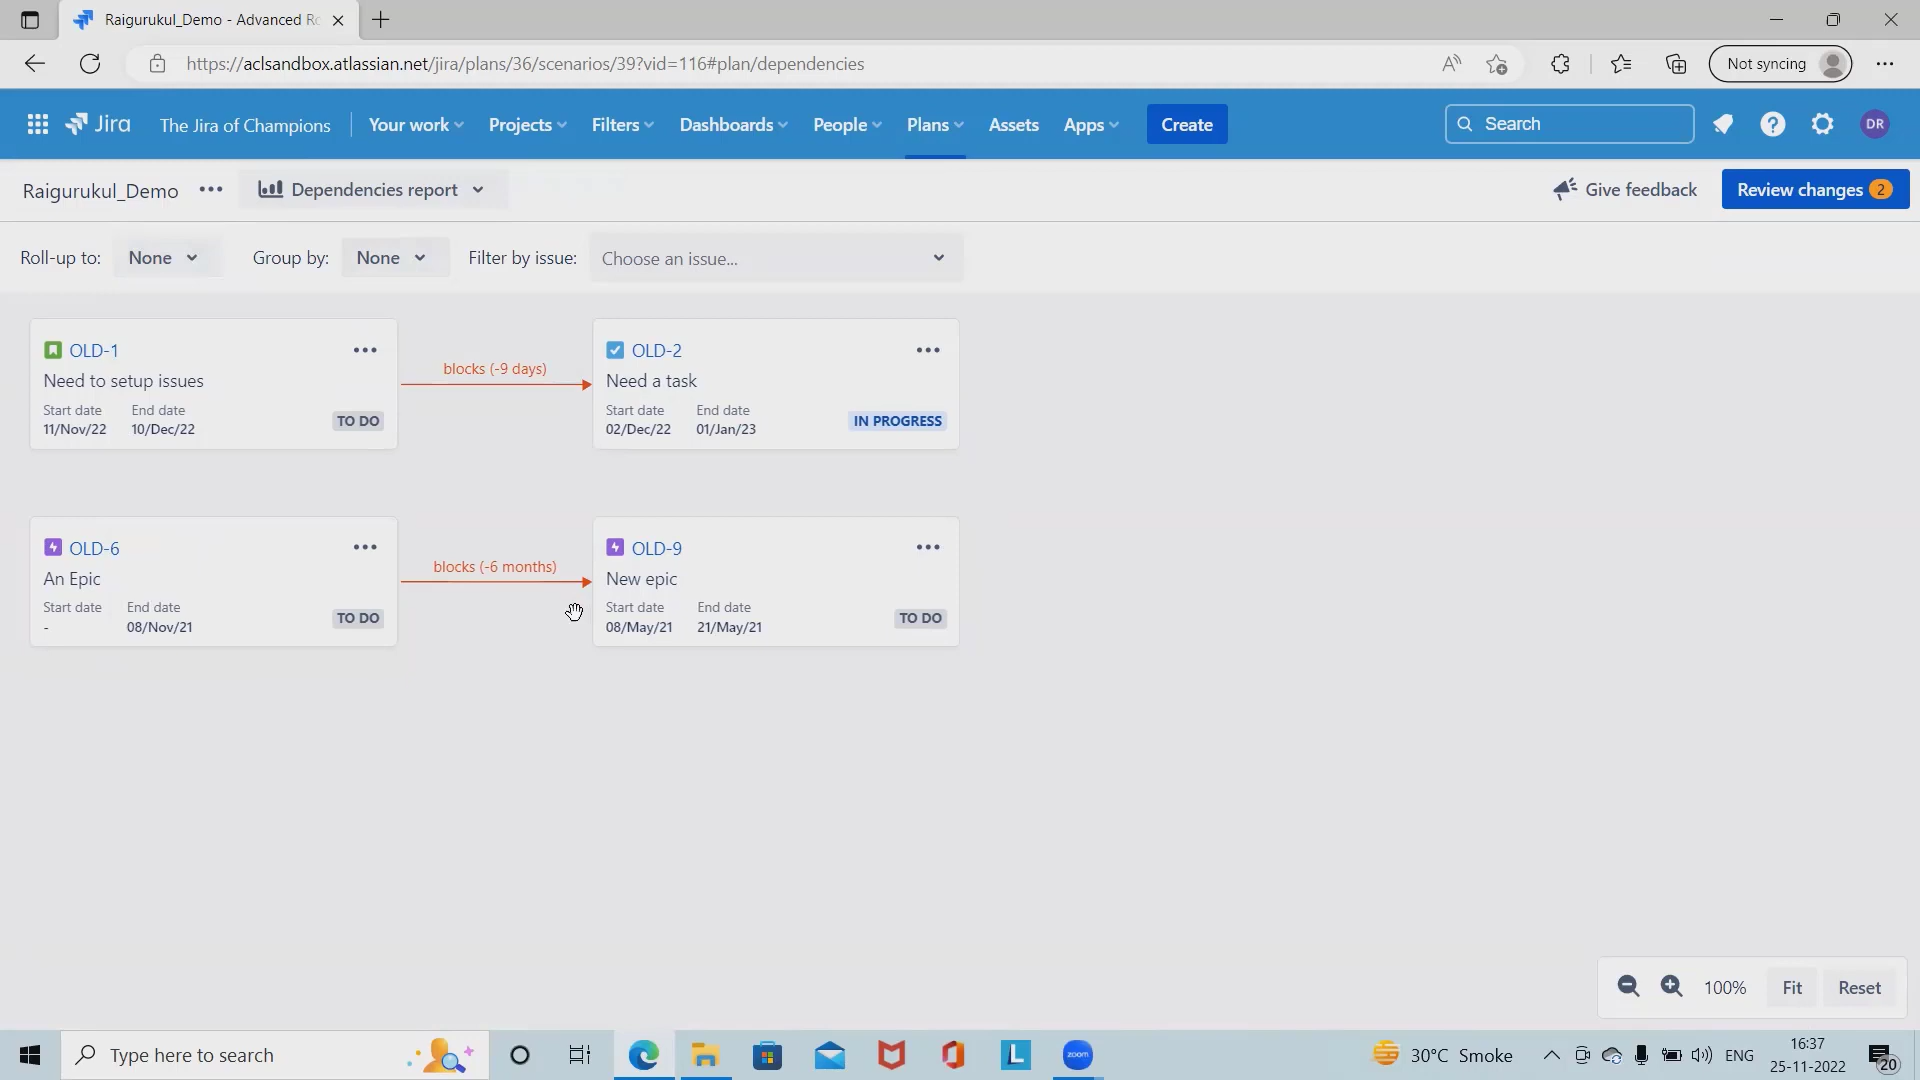 Raigurukul_Demo - Advanced Ro
https://aclsandbox.atlassian.net/jira/plans/36/scenarios/39?vid=116#plan/dependencies
Not syncing
Jira
The Jira of Champions
Your work
Projects
Filters
Dashboards
People
Plans
Assets
Apps
Create
Search
DR
Raigurukul_Demo
Dependencies report
Give feedback
Review changes 2
Roll-up to: None
Group by: None
Filter by issue: Choose an issue...
OLD-1
Need to setup issues
Start date End date
11/Nov/22 10/Dec/22
TO DO
blocks (-9 days)
OLD-2
Need a task
Start date End date
02/Dec/22 01/Jan/23
IN PROGRESS
OLD-6
An Epic
Start date End date
- 08/Nov/21
TO DO
blocks (-6 months)
OLD-9
New epic
Start date End date
08/May/21 21/May/21
TO DO
100%
Fit
Reset
Type here to search
L
zoom
30°C Smoke
ENG
16:37
25-11-2022
20